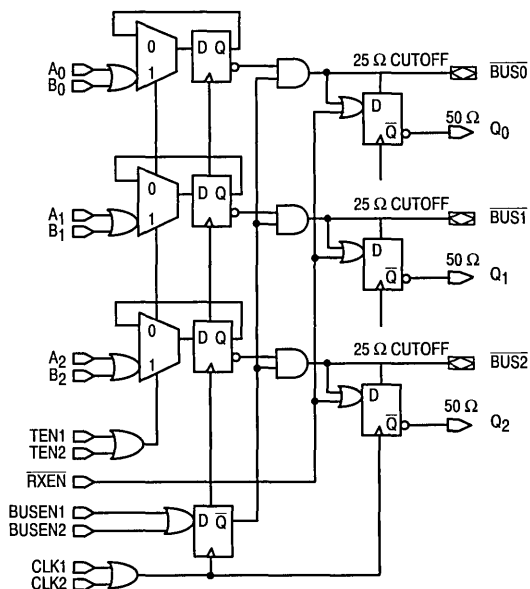 0
1
D Q
25 Ω CUTOFF
BUS0
A0
B0
D
Q
50 Ω
Q0
0
1
D Q
25 Ω CUTOFF
BUS1
A1
B1
D
Q
50 Ω
Q1
0
1
D Q
25 Ω CUTOFF
BUS2
A2
B2
D
Q
50 Ω
Q2
TEN1
TEN2
RXEN
BUSEN1
BUSEN2
D Q
CLK1
CLK2